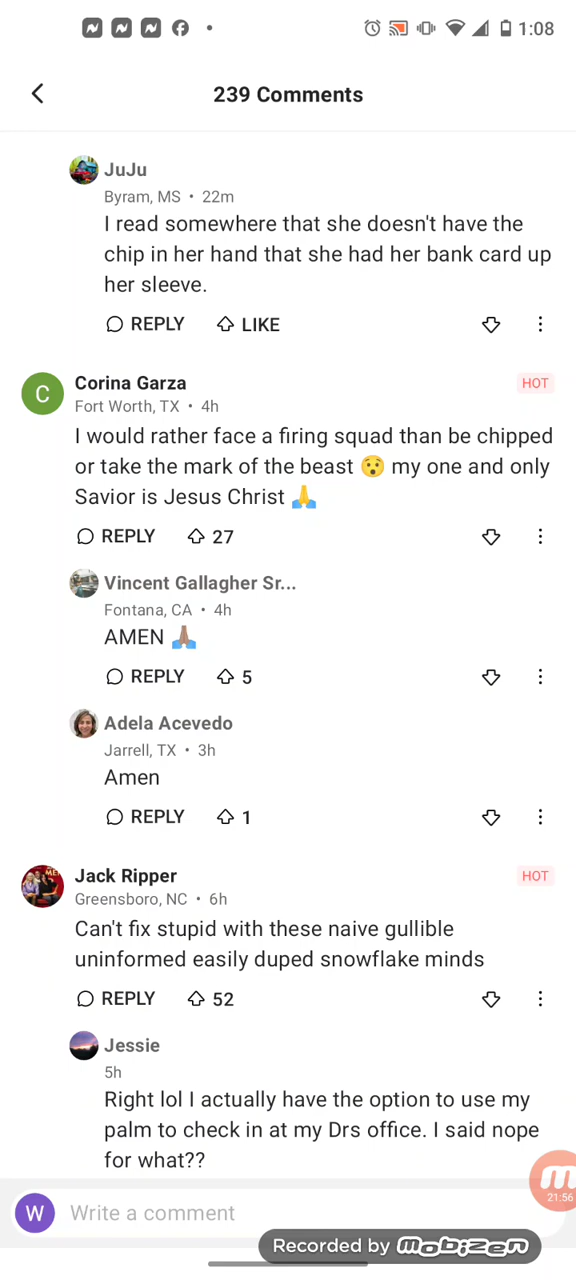 1:08
239 Comments
JuJu
Byram, MS • 22m
I read somewhere that she doesn't have the
chip in her hand that she had her bank card up
her sleeve.
REPLY LIKE
C
Corina Garza HOT
Fort Worth, TX • 4h
I would rather face a firing squad than be chipped
or take the mark of the beast 😯 my one and only
Savior is Jesus Christ 🙏
REPLY 27
Vincent Gallagher Sr...
Fontana, CA • 4h
AMEN 🙏🏽
REPLY 5
Adela Acevedo
Jarrell, TX • 3h
Amen
REPLY 1
Jack Ripper HOT
Greensboro, NC • 6h
Can't fix stupid with these naive gullible
uninformed easily duped snowflake minds
REPLY 52
Jessie
5h
Right lol I actually have the option to use my
palm to check in at my Drs office. I said nope
for what??
21:56
W Write a comment
Recorded by mobizen